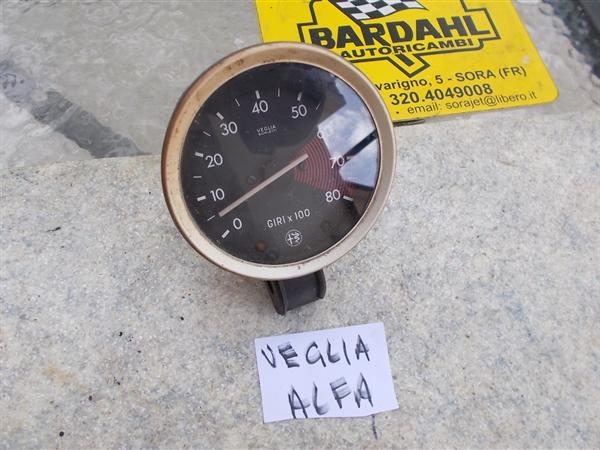 BARDAHL
AUTORICAMBI
varigno, 5 - SORA (FR)
320.4049008
email: sorajet@libero.it
0
10
20
30
40
50
60
70
80
VEGLIA
BORLETTI
GIRI x 100
VEGLIA
ALFA